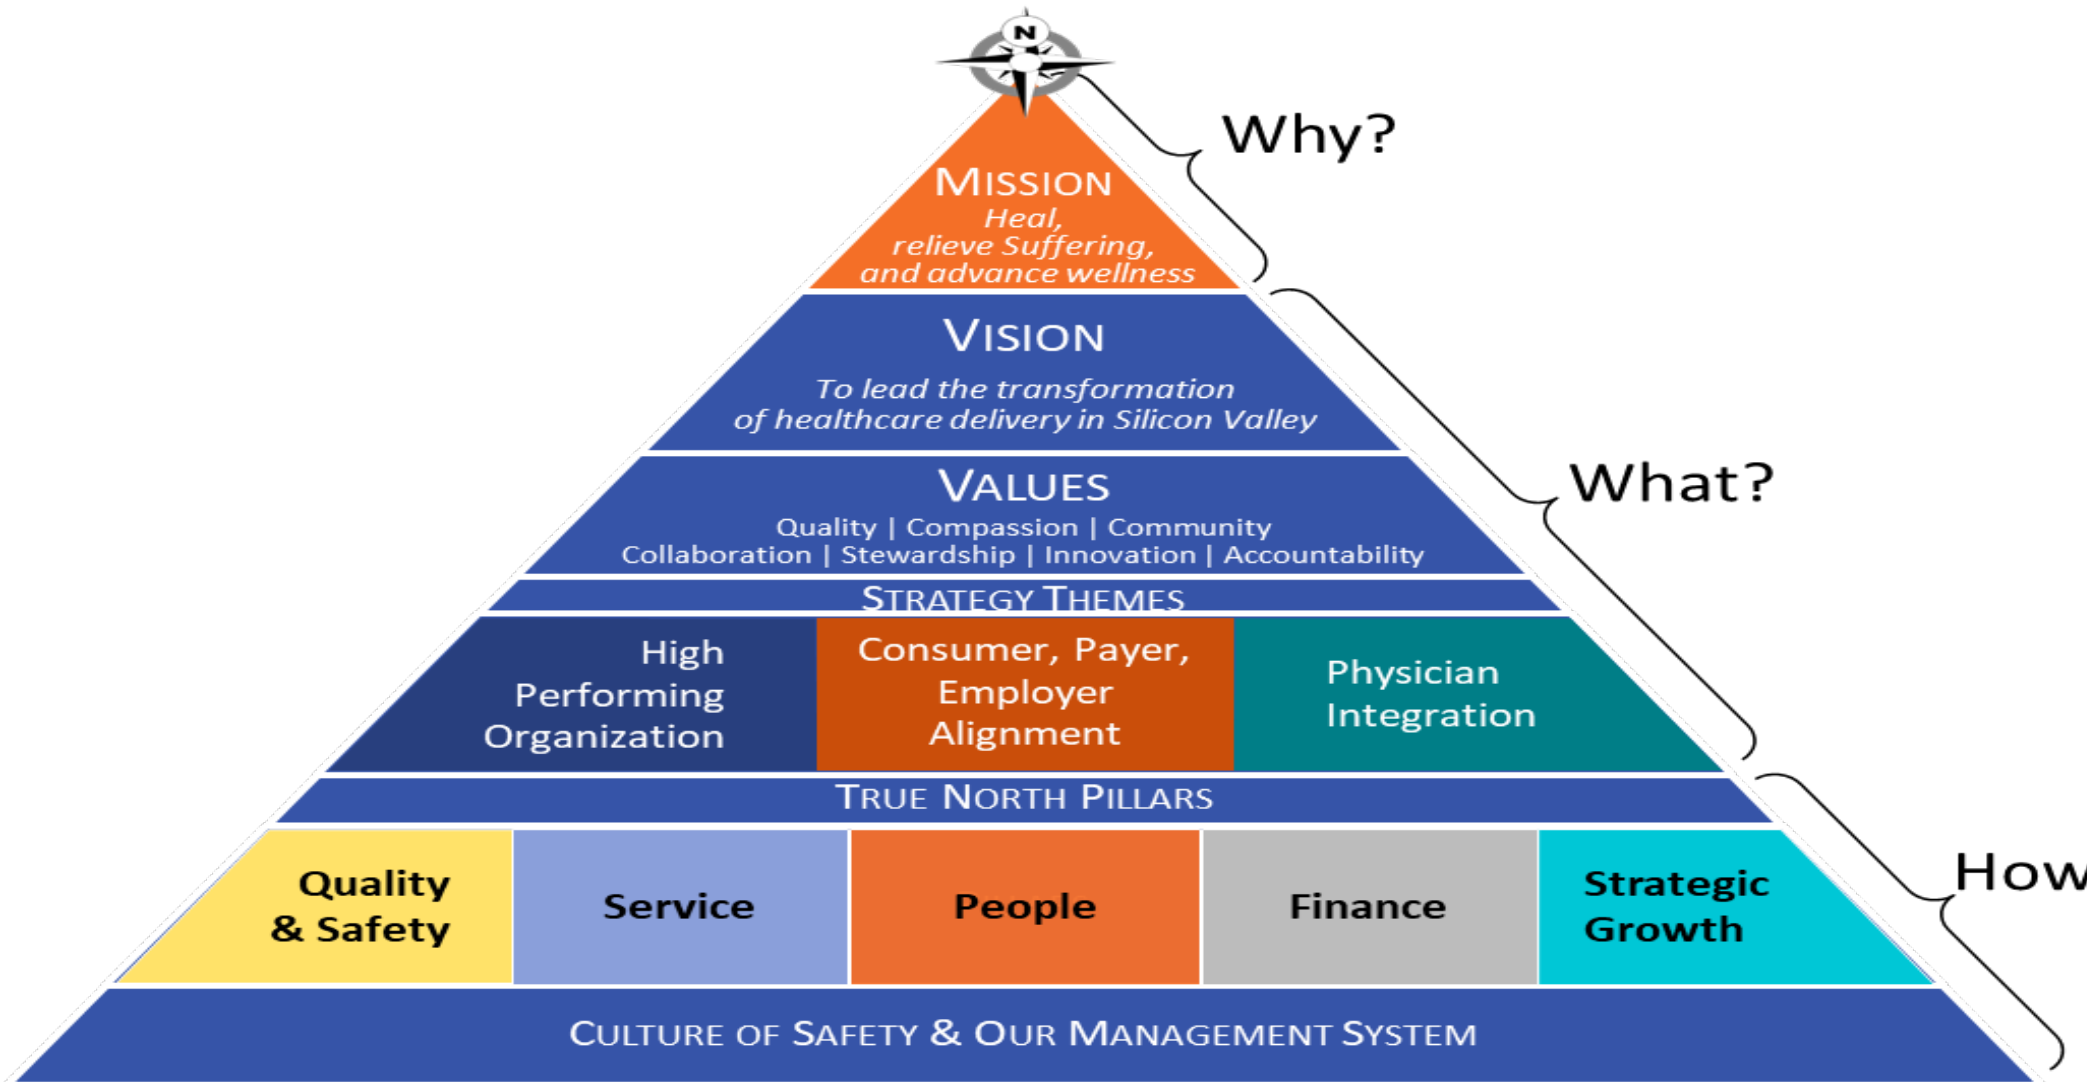 N
Why?
MISSION
Heal,
relieve Suffering,
and advance wellness
VISION
To lead the transformation
of healthcare delivery in Silicon Valley
What?
VALUES
Quality | Compassion | Community
Collaboration | Stewardship | Innovation | Accountability
STRATEGY THEMES
High
Performing
Organization
Consumer, Payer,
Employer
Alignment
Physician
Integration
TRUE NORTH PILLARS
How
Quality
& Safety
Service
People
Finance
Strategic
Growth
CULTURE OF SAFETY & OUR MANAGEMENT SYSTEM